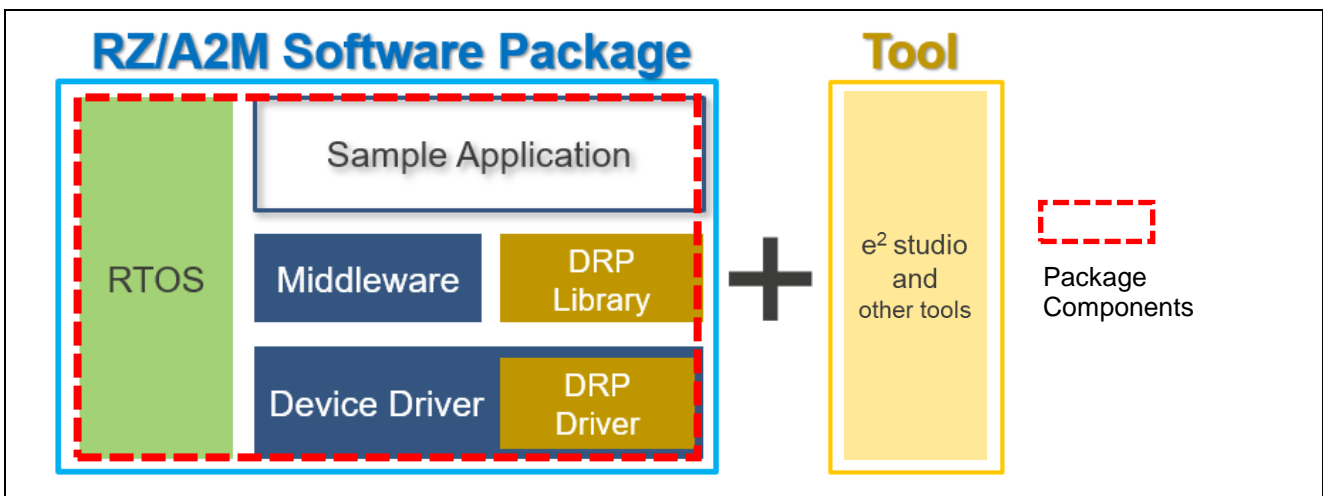 RZ/A2M Software Package
Tool
RTOS
Sample Application
Middleware
DRP
Library
Device Driver
DRP
Driver
e² studio
and
other tools
Package
Components